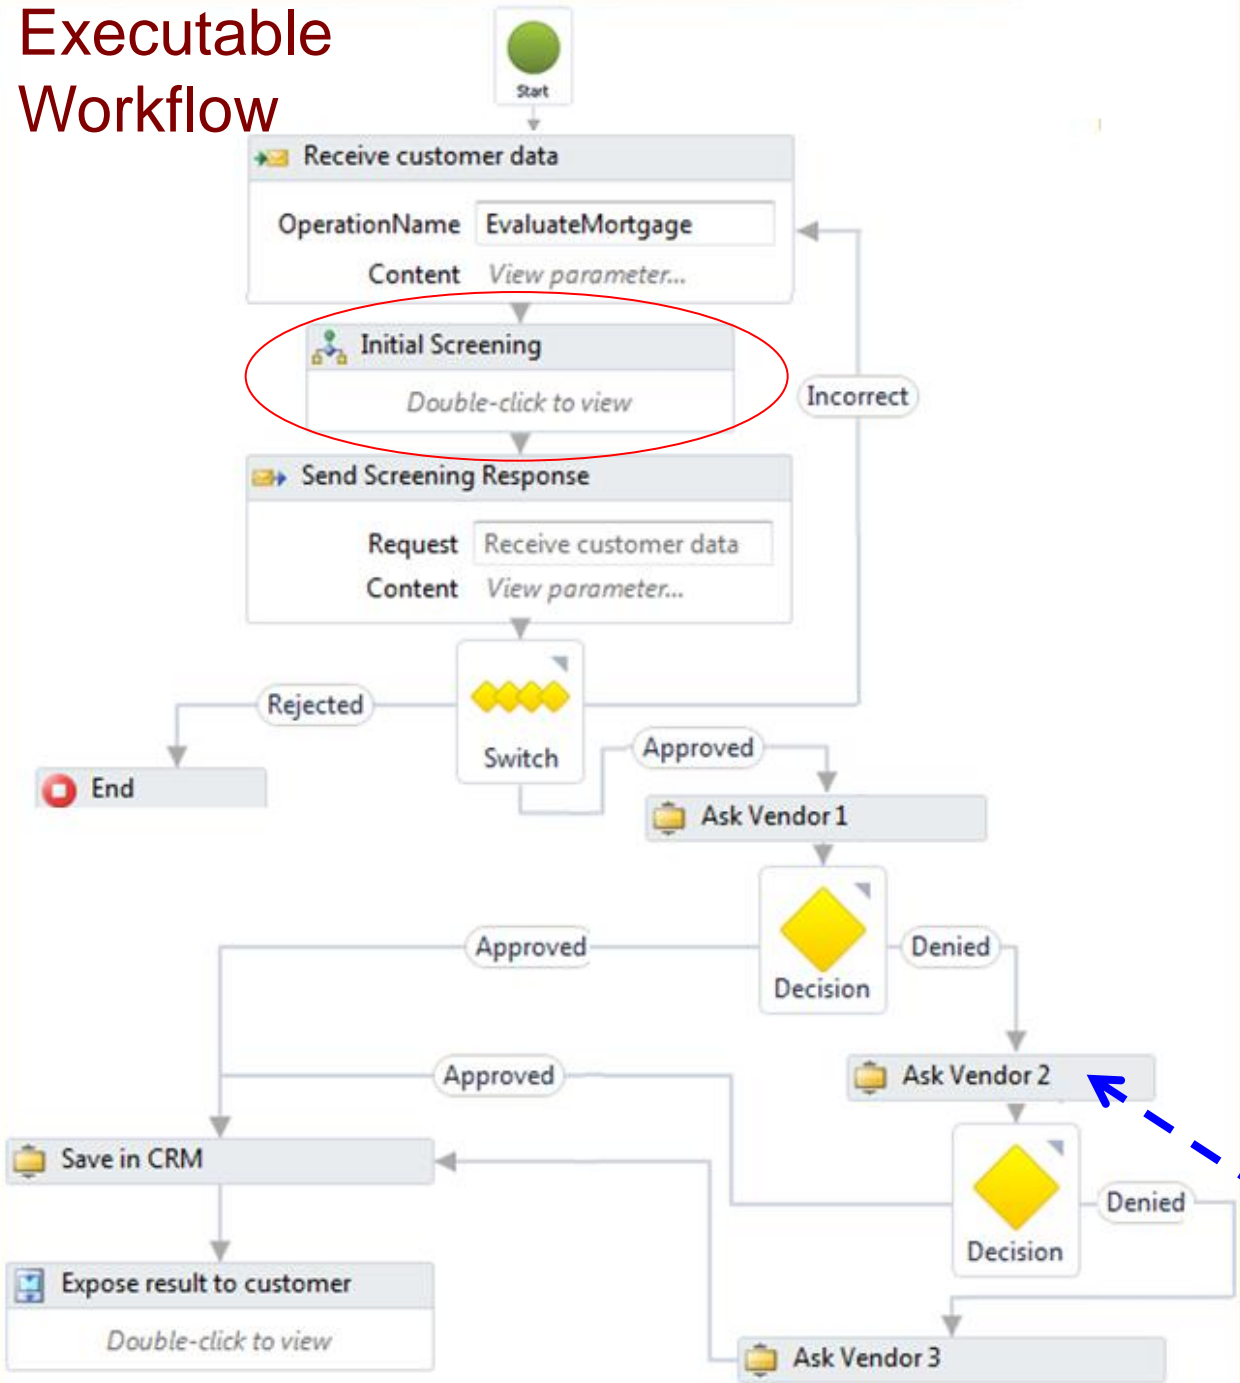 Executable
Workflow
Start
Receive customer data
OperationName EvaluateMortgage
Content View parameter...
Initial Screening
Double-click to view
Incorrect
Send Screening Response
Request Receive customer data
Content View parameter...
Rejected
Switch
Approved
End
Ask Vendor 1
Approved
Denied
Decision
Approved
Ask Vendor 2
Save in CRM
Denied
Decision
Expose result to customer
Double-click to view
Ask Vendor 3